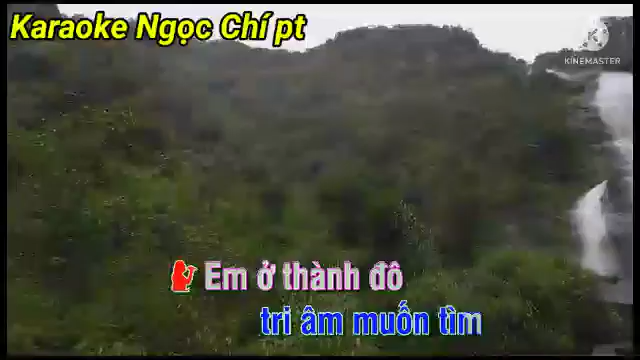 Karaoke Ngọc Chí pt
KINEMASTER
Em ở thành đô
tri âm muốn tìm